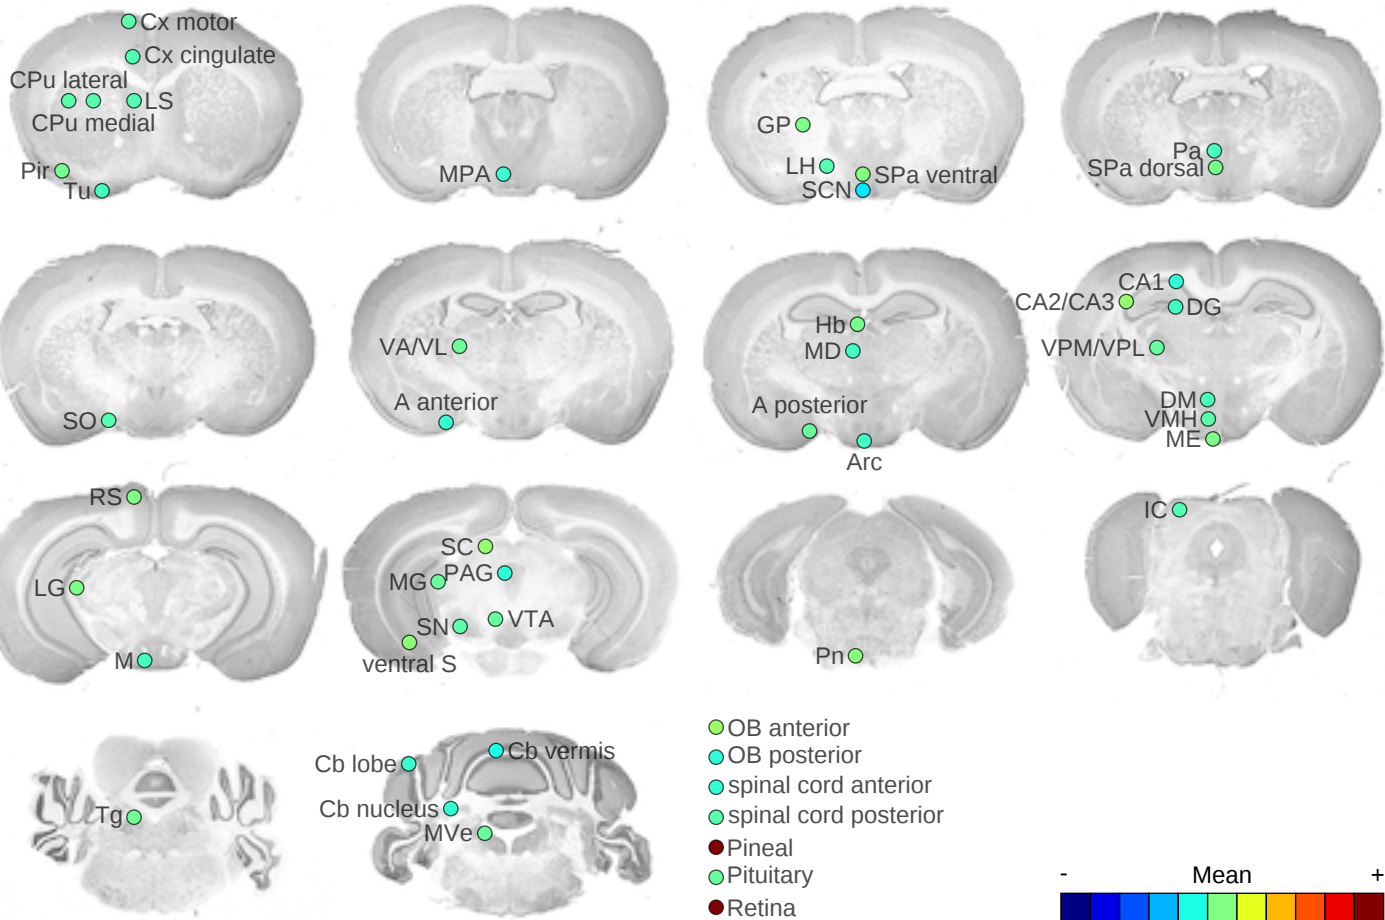 Cx motor
Cx cingulate
CPu lateral
LS
CPu medial
Pir
Tu
MPA
GP
LH
SPa ventral
SCN
Pa
SPa dorsal
SO
VA/VL
A anterior
Hb
MD
A posterior
Arc
CA1
CA2/CA3
DG
VPM/VPL
DM
VMH
ME
RS
LG
M
SC
PAG
MG
VTA
SN
ventral S
Pn
IC
Tg
Cb vermis
Cb lobe
Cb nucleus
MVe
OB anterior
OB posterior
spinal cord anterior
spinal cord posterior
Pineal
Pituitary
Retina
- Mean +